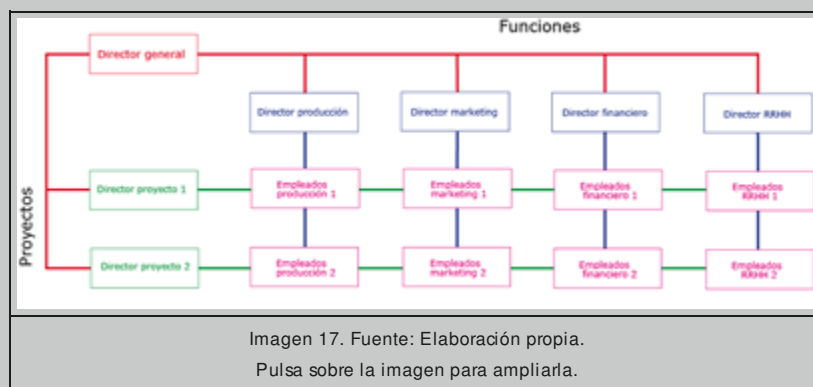 Funciones
Director general
Director producción
Director marketing
Director financiero
Director RRHH
Proyectos
Director proyecto 1
Empleados
producción 1
Empleados
marketing 1
Empleados
financiero 1
Empleados
RRHH 1
Director proyecto 2
Empleados
producción 2
Empleados
marketing 2
Empleados
financiero 2
Empleados
RRHH 2
Imagen 17. Fuente: Elaboración propia.
Pulsa sobre la imagen para ampliarla.